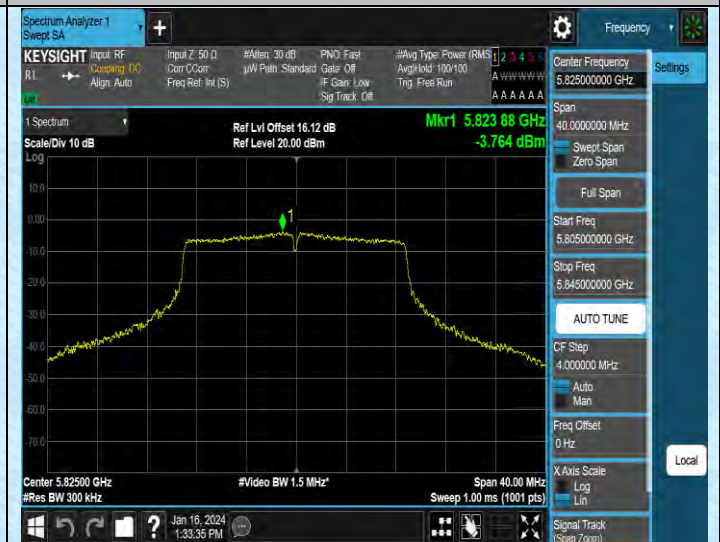 Spectrum Analyzer 1
Swept SA
+
Frequency
KEYSIGHT
RL
Input: RF
Coupling: DC
Align: Auto
Input Z: 50 Ω
Corr CCorr
Freq Ref: Int (S)
#Atten: 30 dB
µW Path: Standard
PNO: Fast
Gate: Off
IF Gain: Low
Sig Track: Off
#Avg Type: Power (RMS
Avg|Hold: 100/100
Trig: Free Run
1 2 3 4 5 6
A W W W W W
A A A A A A
1 Spectrum
Scale/Div 10 dB
Ref Lvl Offset 16.12 dB
Ref Level 20.00 dBm
Mkr1 5.823 88 GHz
-3.764 dBm
Log
10.0
0.00
-10.0
-20.0
-30.0
-40.0
-50.0
-60.0
-70.0
1
Center 5.82500 GHz
#Res BW 300 kHz
#Video BW 1.5 MHz*
Span 40.00 MHz
Sweep 1.00 ms (1001 pts)
Jan 16, 2024
1:33:35 PM
?
Center Frequency
5.825000000 GHz
Settings
Span
40.0000000 MHz
Swept Span
Zero Span
Full Span
Start Freq
5.805000000 GHz
Stop Freq
5.845000000 GHz
AUTO TUNE
CF Step
4.000000 MHz
Auto
Man
Freq Offset
0 Hz
X Axis Scale
Log
Lin
Local
Signal Track
(Span Zoom)